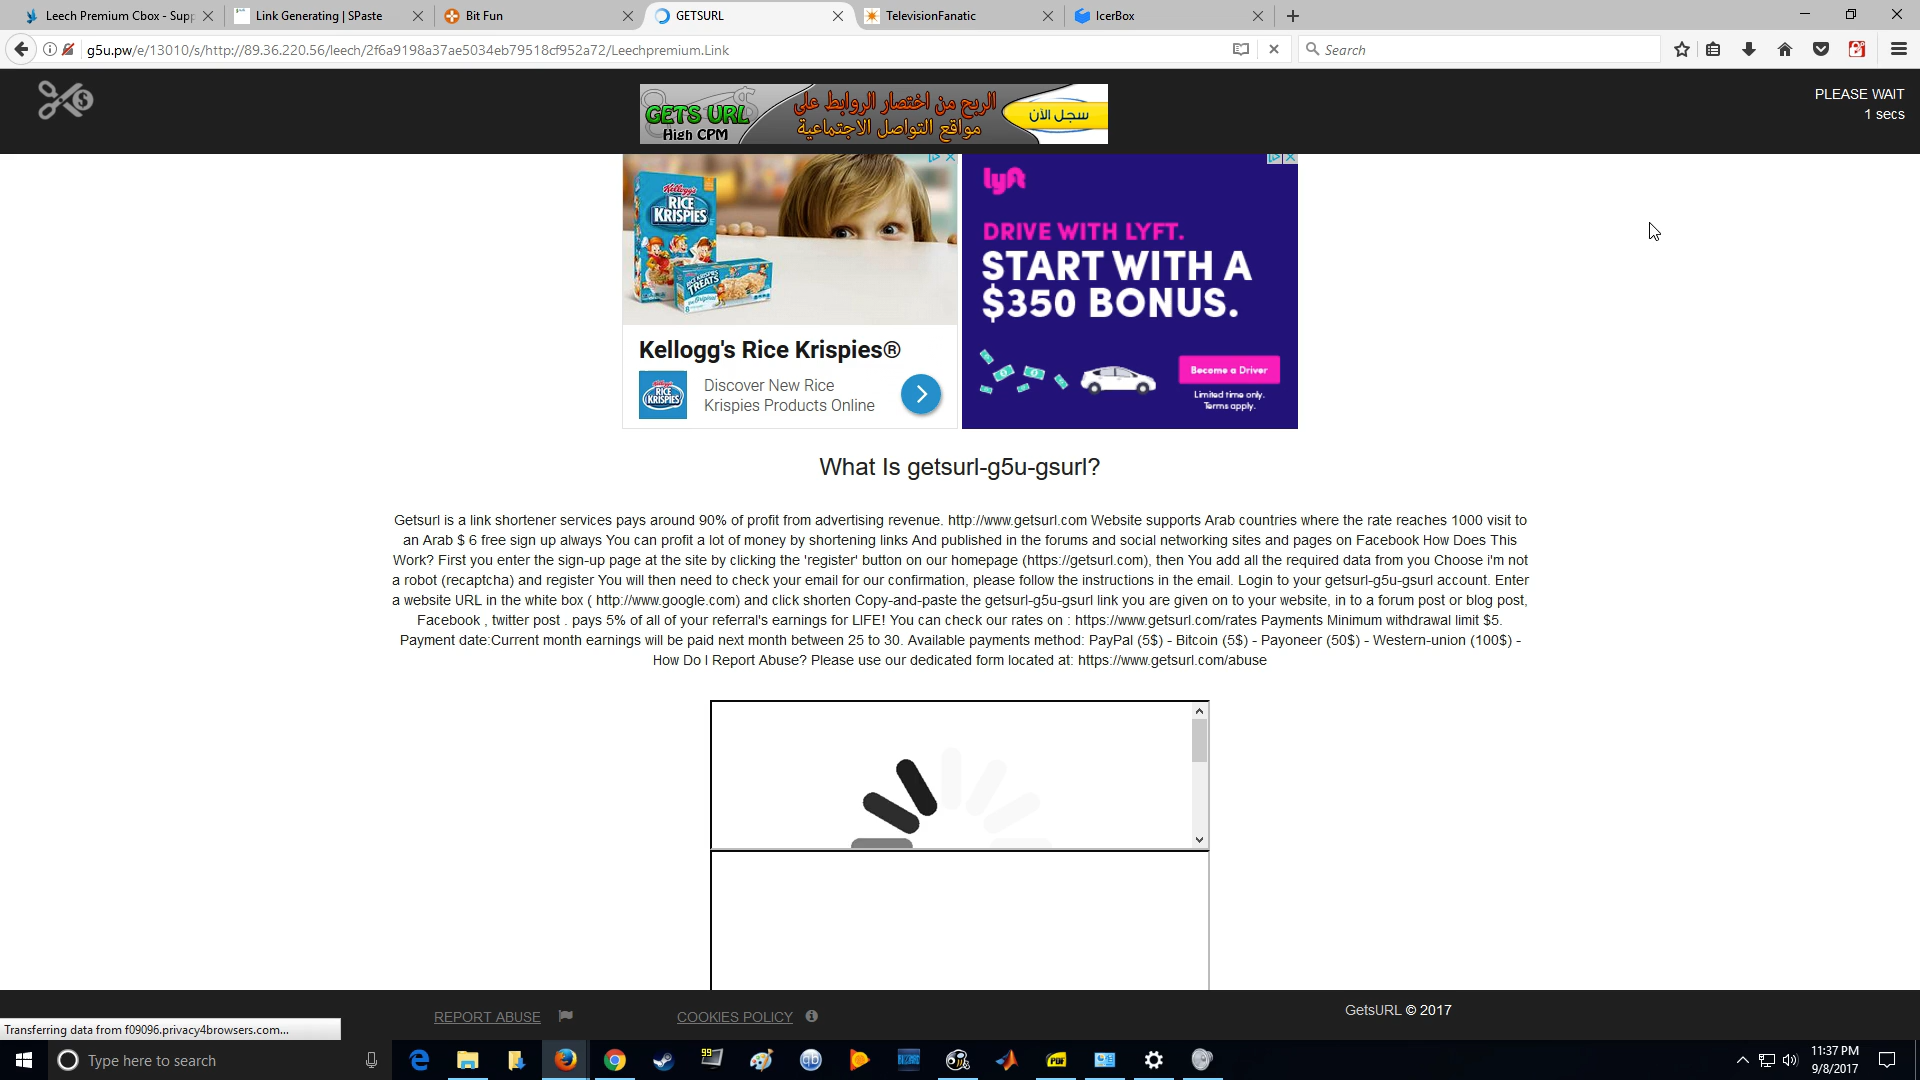 Leech Premium Cbox - Supp
Link Generating | SPaste
Bit Fun
GETSURL
TelevisionFanatic
IcerBox
g5u.pw/e/13010/s/http://89.36.220.56/leech/2f6a9198a37ae5034eb79518cf952a72/Leechpremium.Link
Search
GETS URL
High CPM
الربح من اختصار الروابط على
مواقع التواصل الاجتماعية
سجل الآن
PLEASE WAIT
1 secs
Kellogg's
RICE
KRISPIES
RICE KRISPIES
TREATS
Original
8
Kellogg's Rice Krispies®
Kellogg's
RICE
KRISPIES
Discover New Rice
Krispies Products Online
lyft
DRIVE WITH LYFT.
START WITH A
$350 BONUS.
Become a Driver
Limited time only.
Terms apply.
What Is getsurl-g5u-gsurl?
Getsurl is a link shortener services pays around 90% of profit from advertising revenue. http://www.getsurl.com Website supports Arab countries where the rate reaches 1000 visit to
an Arab $ 6 free sign up always You can profit a lot of money by shortening links And published in the forums and social networking sites and pages on Facebook How Does This
Work? First you enter the sign-up page at the site by clicking the 'register' button on our homepage (https://getsurl.com), then You add all the required data from you Choose i'm not
a robot (recaptcha) and register You will then need to check your email for our confirmation, please follow the instructions in the email. Login to your getsurl-g5u-gsurl account. Enter
a website URL in the white box ( http://www.google.com) and click shorten Copy-and-paste the getsurl-g5u-gsurl link you are given on to your website, in to a forum post or blog post,
Facebook , twitter post . pays 5% of all of your referral's earnings for LIFE! You can check our rates on : https://www.getsurl.com/rates Payments Minimum withdrawal limit $5.
Payment date:Current month earnings will be paid next month between 25 to 30. Available payments method: PayPal (5$) - Bitcoin (5$) - Payoneer (50$) - Western-union (100$) -
How Do I Report Abuse? Please use our dedicated form located at: https://www.getsurl.com/abuse
REPORT ABUSE
COOKIES POLICY
GetsURL © 2017
Transferring data from f09096.privacy4browsers.com...
Type here to search
99
PDF
11:37 PM
9/8/2017